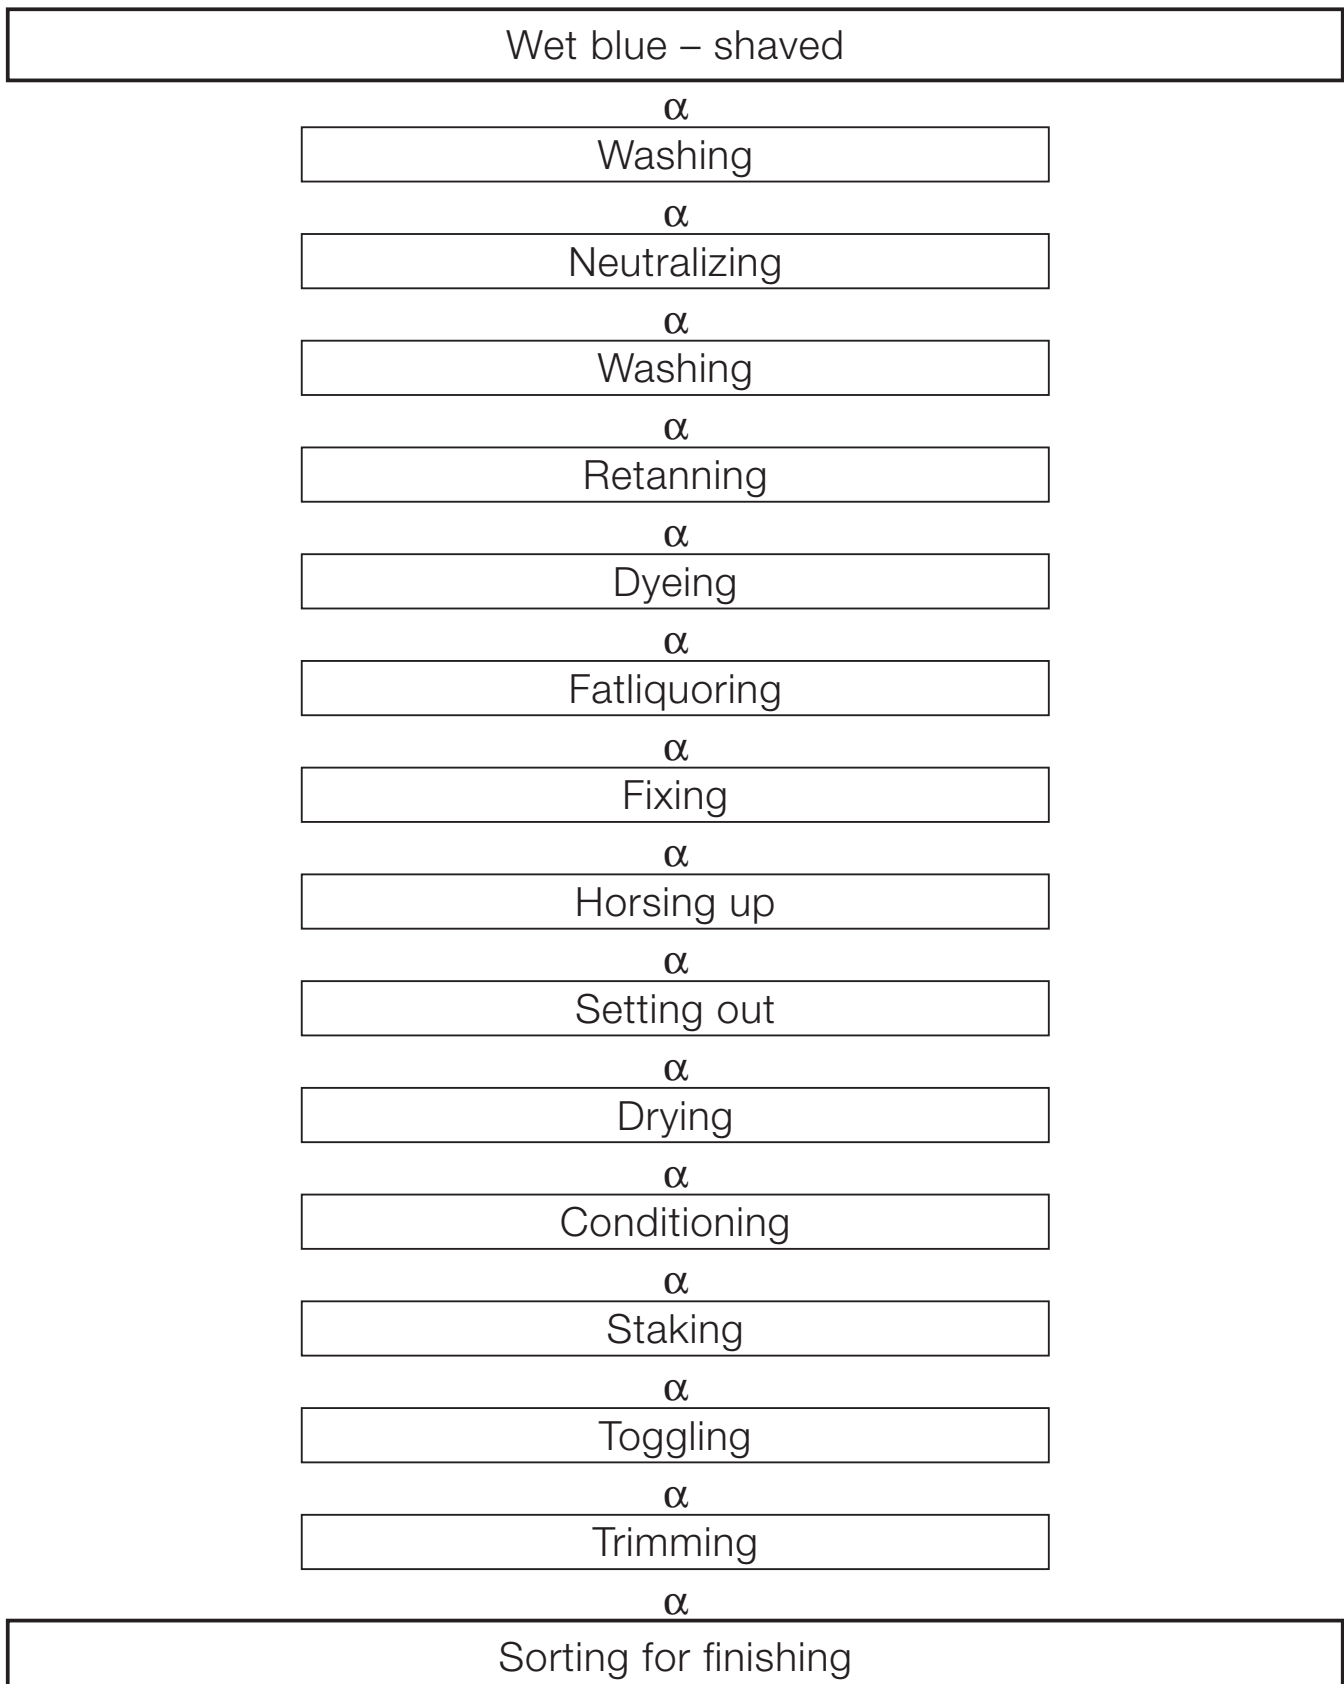 Wet blue – shaved
α
Washing
α
Neutralizing
α
Washing
α
Retanning
α
Dyeing
α
Fatliquoring
α
Fixing
α
Horsing up
α
Setting out
α
Drying
α
Conditioning
α
Staking
α
Toggling
α
Trimming
α
Sorting for finishing